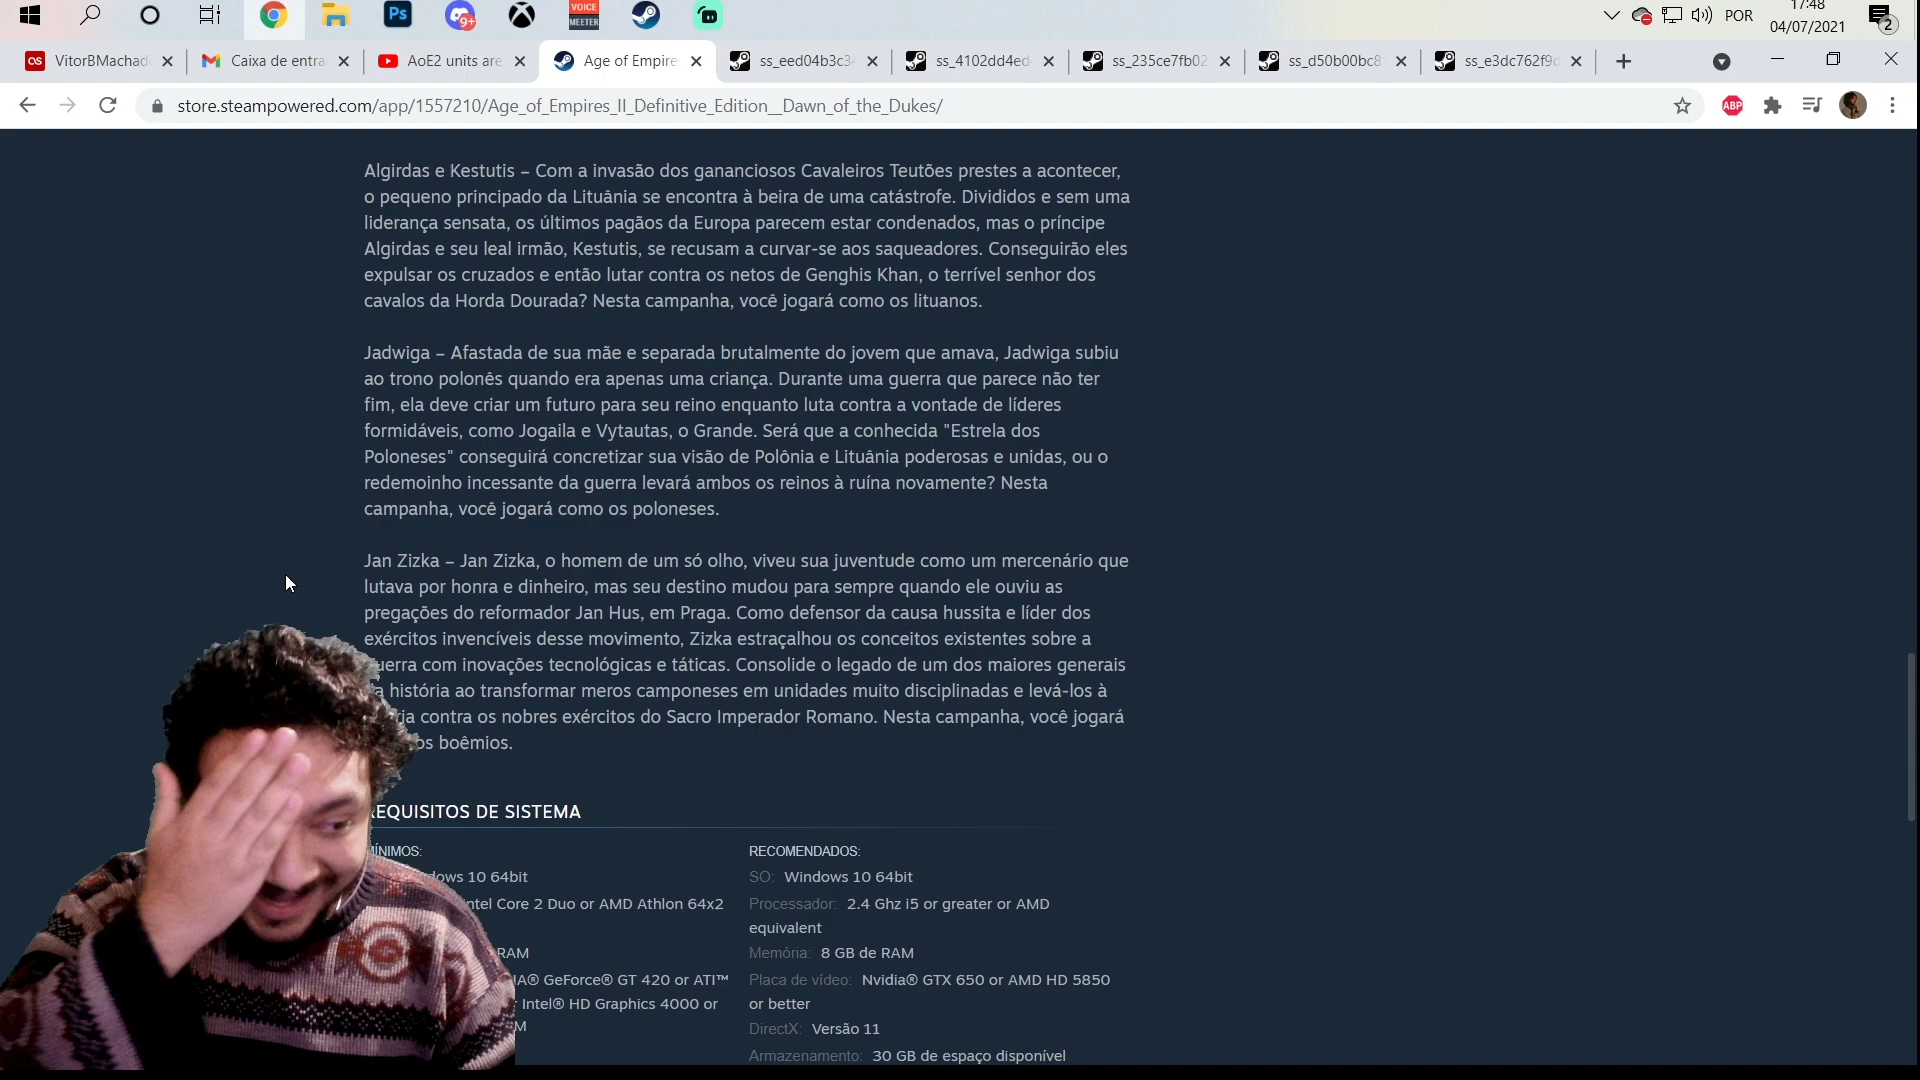 Ps
9+
VOICE
MEETER
POR
17:48
04/07/2021
2
os VitorBMachad
Caixa de entra
AoE2 units are
Age of Empire
ss_eed04b3c34
ss_4102dd4ed
ss_235ce7fb02
ss_d50b00bc8
ss_e3dc762f9d
store.steampowered.com/app/1557210/Age_of_Empires_II_Definitive_Edition__Dawn_of_the_Dukes/
ABP
Algirdas e Kestutis – Com a invasão dos gananciosos Cavaleiros Teutões prestes a acontecer,
o pequeno principado da Lituânia se encontra à beira de uma catástrofe. Divididos e sem uma
liderança sensata, os últimos pagãos da Europa parecem estar condenados, mas o príncipe
Algirdas e seu leal irmão, Kestutis, se recusam a curvar-se aos saqueadores. Conseguirão eles
expulsar os cruzados e então lutar contra os netos de Genghis Khan, o terrível senhor dos
cavalos da Horda Dourada? Nesta campanha, você jogará como os lituanos.
Jadwiga – Afastada de sua mãe e separada brutalmente do jovem que amava, Jadwiga subiu
ao trono polonês quando era apenas uma criança. Durante uma guerra que parece não ter
fim, ela deve criar um futuro para seu reino enquanto luta contra a vontade de líderes
formidáveis, como Jogaila e Vytautas, o Grande. Será que a conhecida "Estrela dos
Poloneses" conseguirá concretizar sua visão de Polônia e Lituânia poderosas e unidas, ou o
redemoinho incessante da guerra levará ambos os reinos à ruína novamente? Nesta
campanha, você jogará como os poloneses.
Jan Zizka – Jan Zizka, o homem de um só olho, viveu sua juventude como um mercenário que
lutava por honra e dinheiro, mas seu destino mudou para sempre quando ele ouviu as
pregações do reformador Jan Hus, em Praga. Como defensor da causa hussita e líder dos
exércitos invencíveis desse movimento, Zizka estraçalhou os conceitos existentes sobre a
uerra com inovações tecnológicas e táticas. Consolide o legado de um dos maiores generais
a história ao transformar meros camponeses em unidades muito disciplinadas e levá-los à
ria contra os nobres exércitos do Sacro Imperador Romano. Nesta campanha, você jogará
os boêmios.
REQUISITOS DE SISTEMA
MÍNIMOS:
dows 10 64bit
ntel Core 2 Duo or AMD Athlon 64x2
RAM
IA® GeForce® GT 420 or ATI™
Intel® HD Graphics 4000 or
M
RECOMENDADOS:
SO: Windows 10 64bit
Processador: 2.4 Ghz i5 or greater or AMD
equivalent
Memória: 8 GB de RAM
Placa de vídeo: Nvidia® GTX 650 or AMD HD 5850
or better
DirectX: Versão 11
Armazenamento: 30 GB de espaço disponível